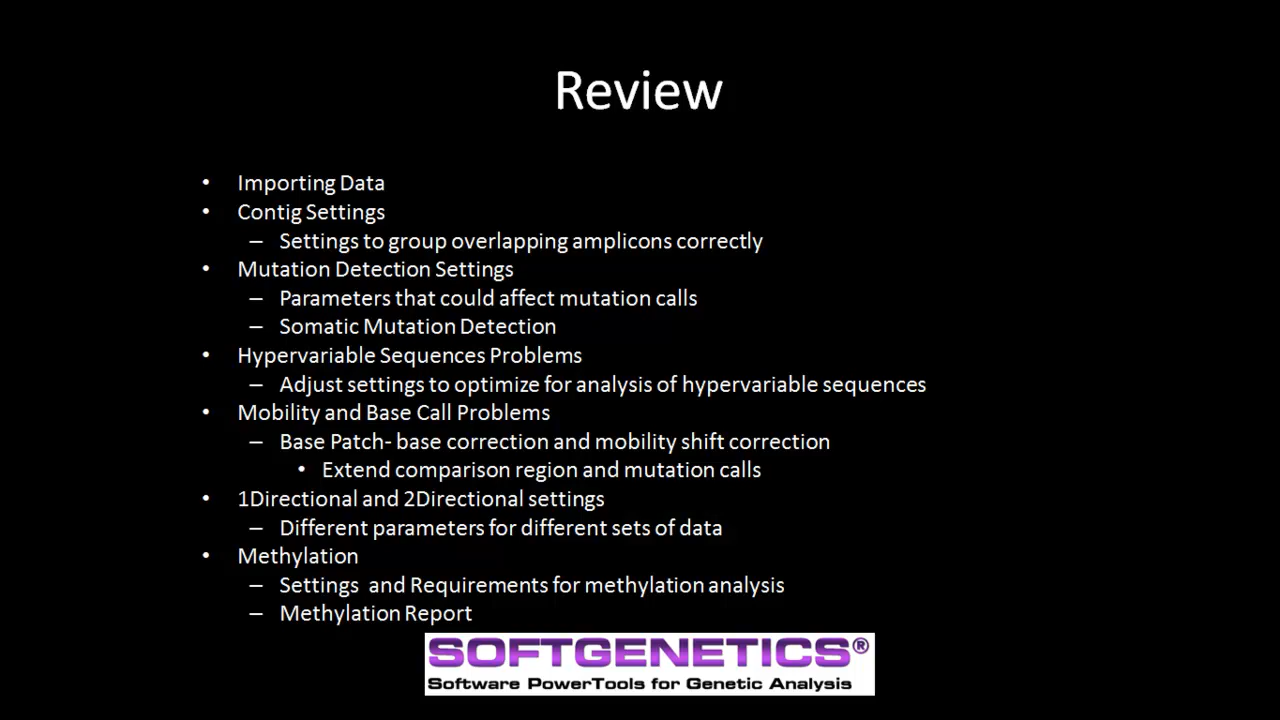 Review
• Importing Data
• Contig Settings
– Settings to group overlapping amplicons correctly
• Mutation Detection Settings
– Parameters that could affect mutation calls
– Somatic Mutation Detection
• Hypervariable Sequences Problems
– Adjust settings to optimize for analysis of hypervariable sequences
• Mobility and Base Call Problems
– Base Patch- base correction and mobility shift correction
• Extend comparison region and mutation calls
• 1Directional and 2Directional settings
– Different parameters for different sets of data
• Methylation
– Settings and Requirements for methylation analysis
– Methylation Report
SOFTGENETICS®
Software PowerTools for Genetic Analysis